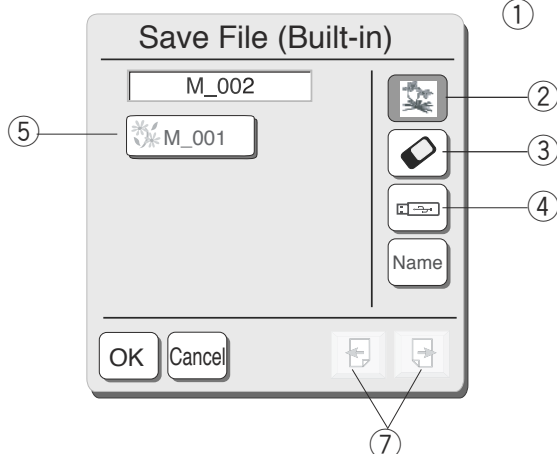 ①
Save File (Built-in)
M_002
②
⑤
M_001
③
④
Name
OK
Cancel
⑦